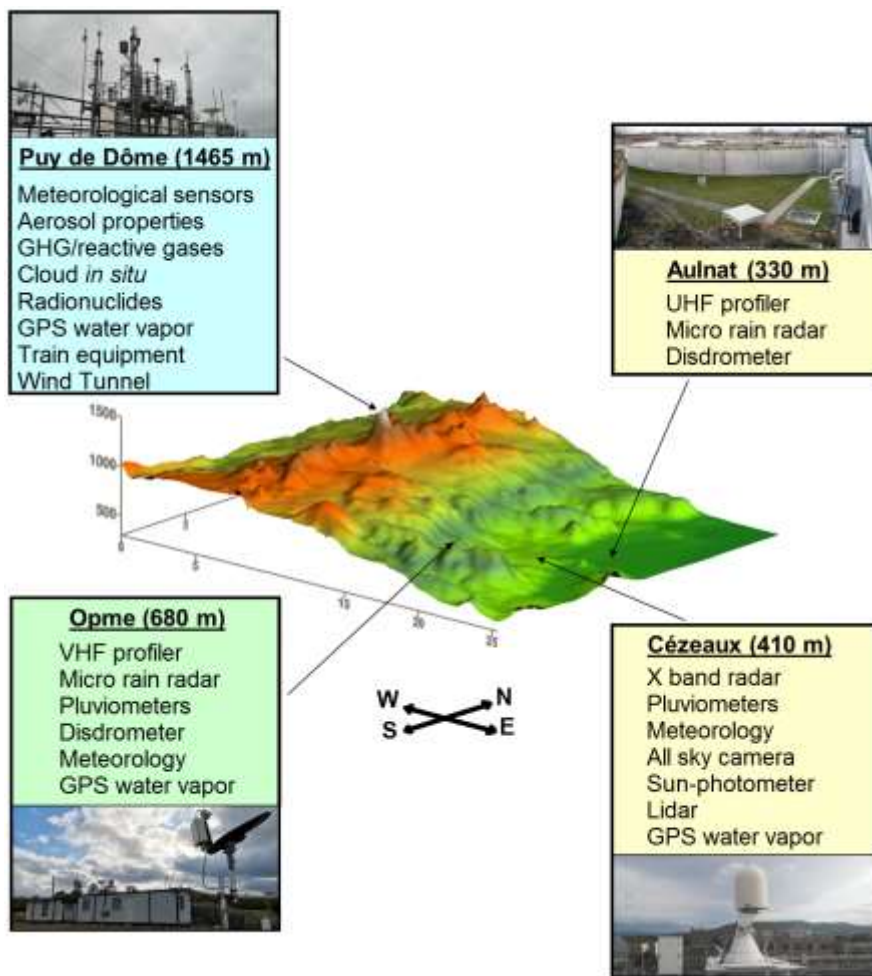 Puy de Dôme (1465 m)
Meteorological sensors
Aerosol properties
GHG/reactive gases
Cloud in situ
Radionuclides
GPS water vapor
Train equipment
Wind Tunnel
Aulnat (330 m)
UHF profiler
Micro rain radar
Disdrometer
1500
1000
500
0
5
5
15
20
25
Opme (680 m)
VHF profiler
Micro rain radar
Pluviometers
Disdrometer
Meteorology
GPS water vapor
W N
S E
Cézeaux (410 m)
X band radar
Pluviometers
Meteorology
All sky camera
Sun-photometer
Lidar
GPS water vapor